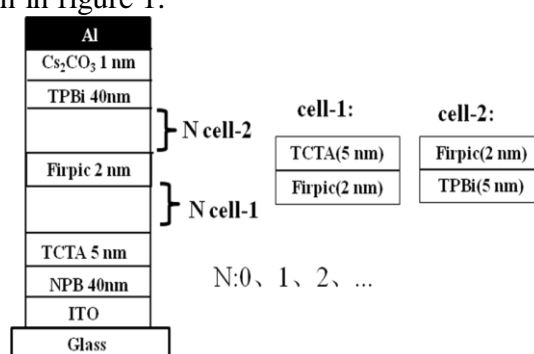 n in figure 1.
Al
Cs₂CO₃ 1 nm
TPBi 40nm
N cell-2
Firpic 2 nm
N cell-1
TCTA 5 nm
NPB 40nm
ITO
Glass
cell-1:
TCTA(5 nm)
Firpic(2 nm)
cell-2:
Firpic(2 nm)
TPBi(5 nm)
N:0、1、2、...